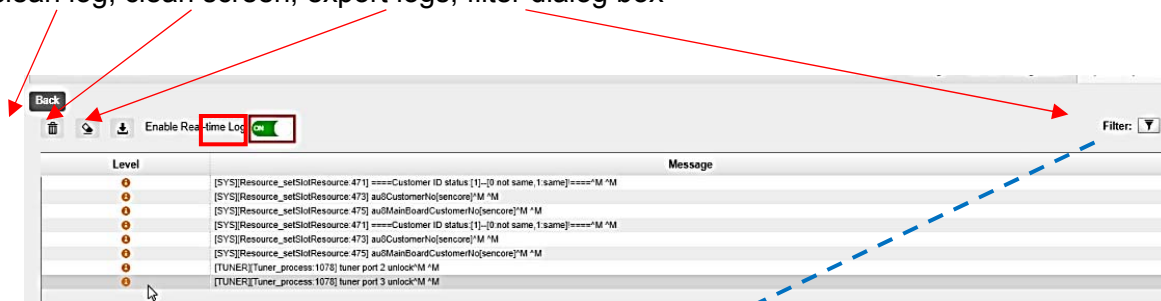 clean log, clean screen, export logs, filter dialog box
Back
Enable Real-time Log ON Filter:
Level Message
[SYS][Resource_setSlotResource:471] ====Customer ID status:[1]--[0:not same,1:same]!====^M ^M
[SYS][Resource_setSlotResource:473] au8CustomerNo[sencore]^M ^M
[SYS][Resource_setSlotResource:475] au8MainBoardCustomerNo[sencore]^M ^M
[SYS][Resource_setSlotResource:471] ====Customer ID status:[1]--[0:not same,1:same]!====^M ^M
[SYS][Resource_setSlotResource:473] au8CustomerNo[sencore]^M ^M
[SYS][Resource_setSlotResource:475] au8MainBoardCustomerNo[sencore]^M ^M
[TUNER][Tuner_process:1078] tuner port 2 unlock^M ^M
[TUNER][Tuner_process:1078] tuner port 3 unlock^M ^M